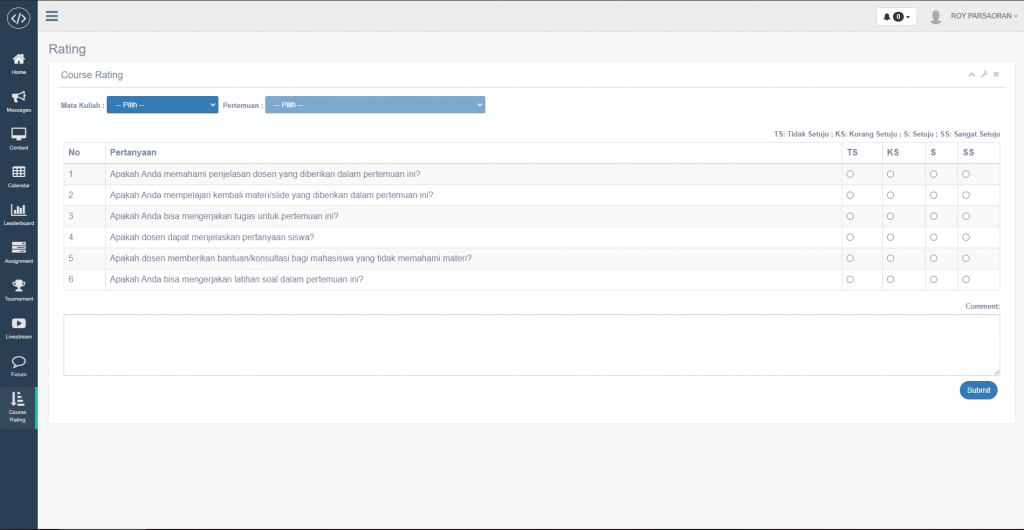 </>
0
ROY PARSAORAN
Home
Messages
Contact
Calendar
Leaderboard
Assignment
Tournament
Livestream
Forum
Course
Rating
Rating
Course Rating
Mata Kuliah : -- Pilih -- Pertemuan : -- Pilih --
TS: Tidak Setuju ; KS: Kurang Setuju ; S: Setuju ; SS: Sangat Setuju
No Pertanyaan TS KS S SS
1 Apakah Anda memahami penjelasan dosen yang diberikan dalam pertemuan ini?
2 Apakah Anda mempelajari kembali materi/slide yang diberikan dalam pertemuan ini?
3 Apakah Anda bisa mengerjakan tugas untuk pertemuan ini?
4 Apakah dosen dapat menjelaskan pertanyaan siswa?
5 Apakah dosen memberikan bantuan/konsultasi bagi mahasiswa yang tidak memahami materi?
6 Apakah Anda bisa mengerjakan latihan soal dalam pertemuan ini?
Comment:
Submit